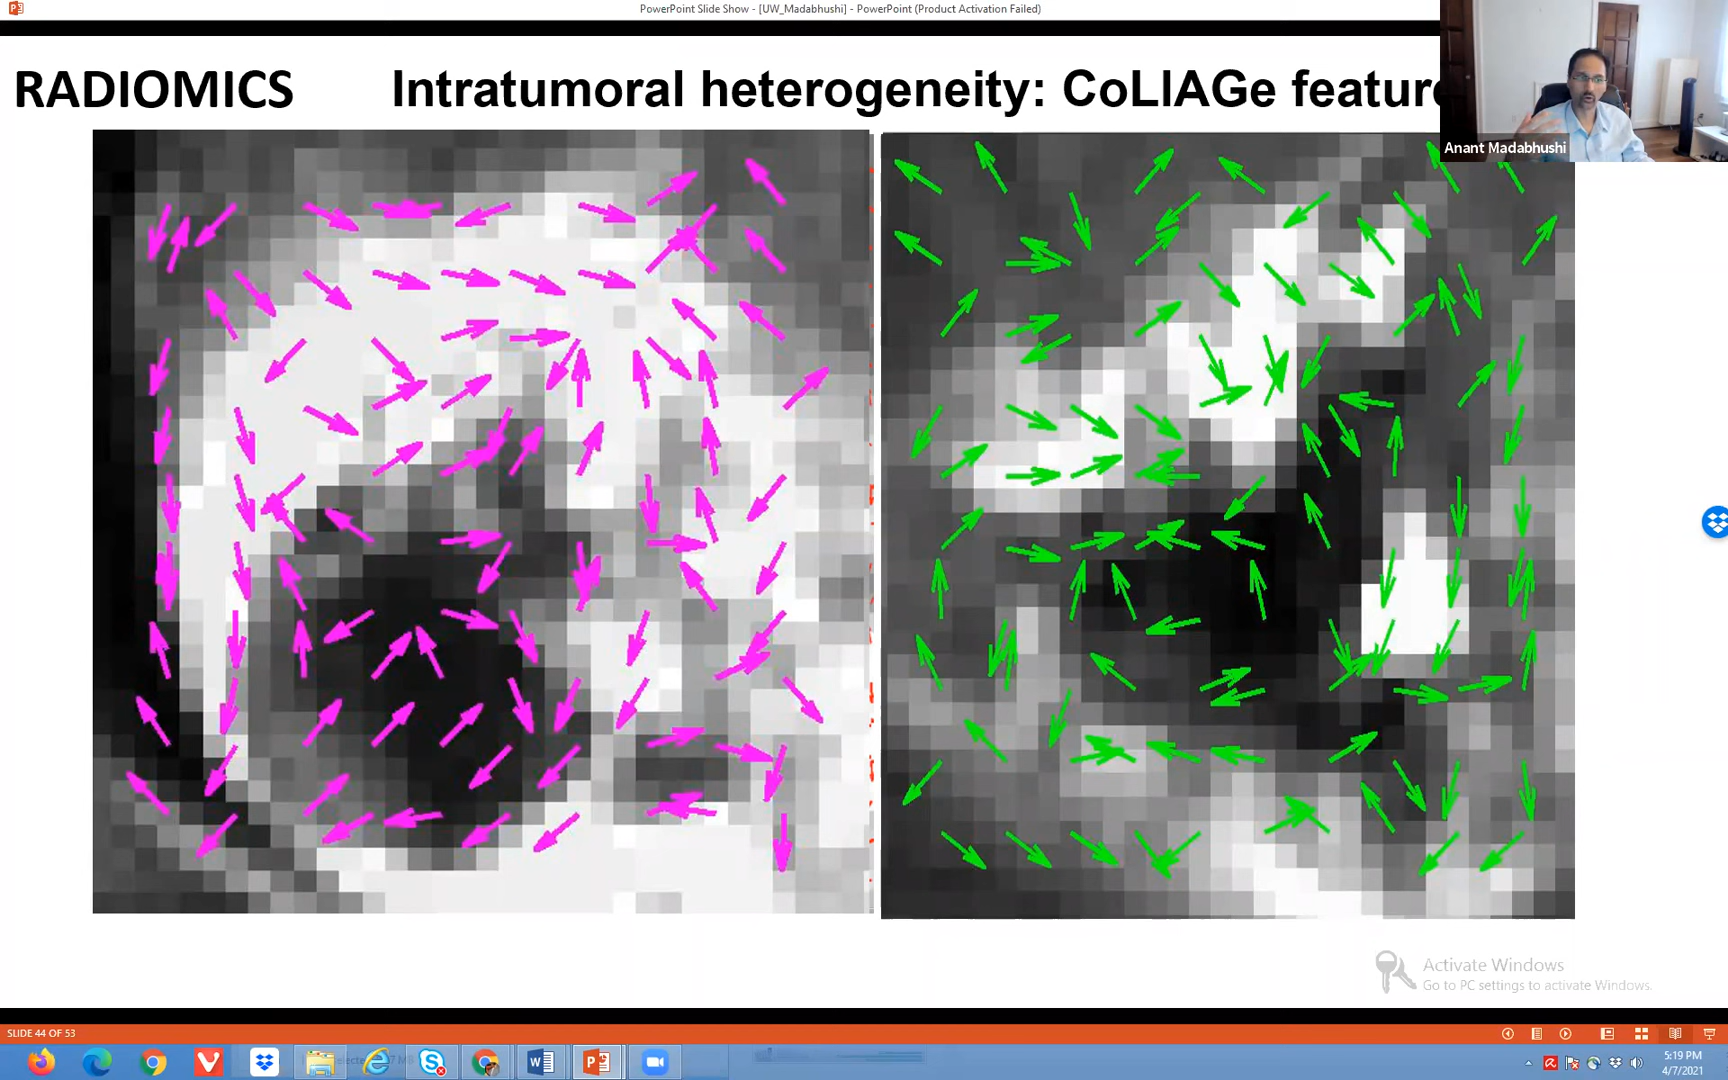 PowerPoint Slide Show - [UW_Madabhushi] - PowerPoint (Product Activation Failed)
RADIOMICS
Intratumoral heterogeneity: CoLIAGe feature
Anant Madabhushi
Activate Windows
Go to PC settings to activate Windows.
SLIDE 44 OF 53
5:19 PM
4/7/2021